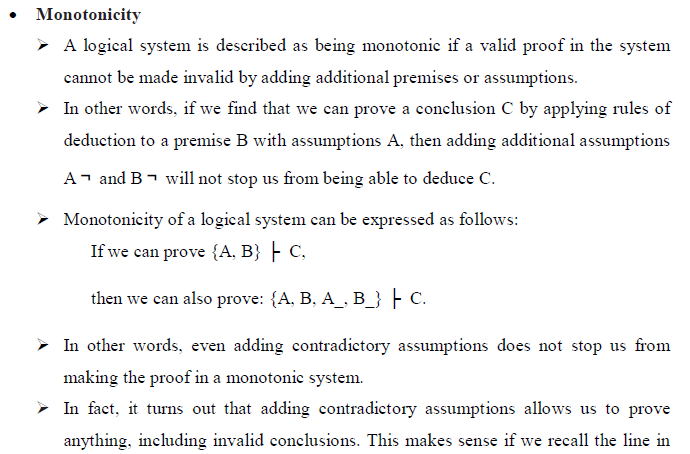 • Monotonicity
➤ A logical system is described as being monotonic if a valid proof in the system
cannot be made invalid by adding additional premises or assumptions.
➤ In other words, if we find that we can prove a conclusion C by applying rules of
deduction to a premise B with assumptions A, then adding additional assumptions
A ¬ and B ¬ will not stop us from being able to deduce C.
➤ Monotonicity of a logical system can be expressed as follows:
If we can prove {A, B} ├ C,
then we can also prove: {A, B, A_, B_} ├ C.
➤ In other words, even adding contradictory assumptions does not stop us from
making the proof in a monotonic system.
➤ In fact, it turns out that adding contradictory assumptions allows us to prove
anything, including invalid conclusions. This makes sense if we recall the line in